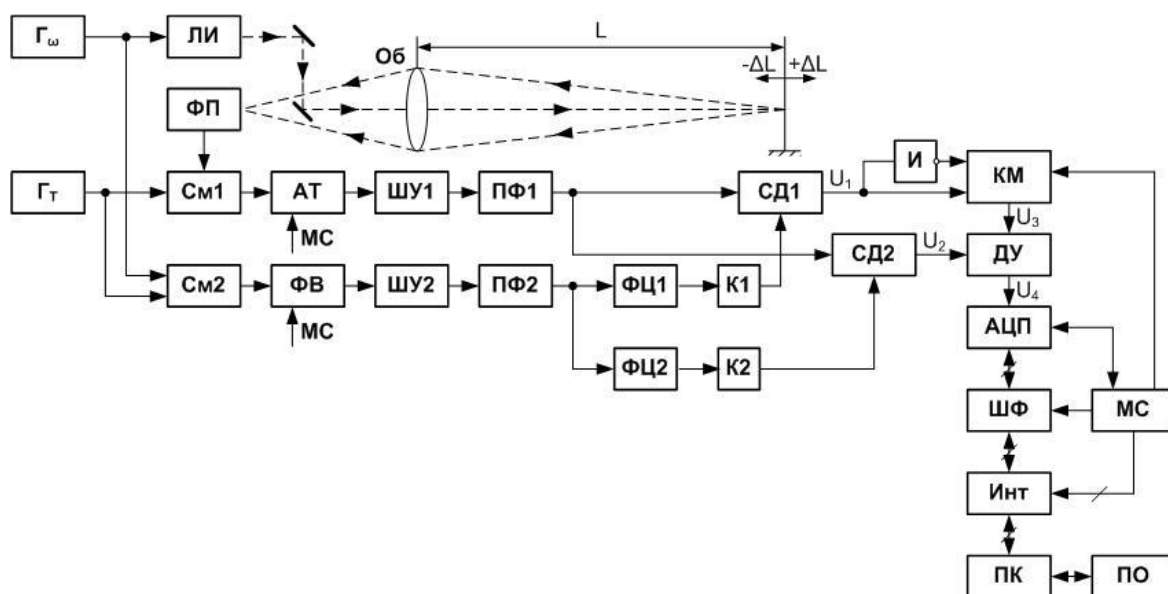 Гω ЛИ L
Об -ΔL +ΔL
ФП
И КМ
Гт См1 АТ ШУ1 ПФ1 СД1 U1
МС U3
СД2 U2 ДУ
См2 ФВ ШУ2 ПФ2 ФЦ1 К1
МС U4
АЦП
ФЦ2 К2
ШФ МС
Инт
ПК ПО